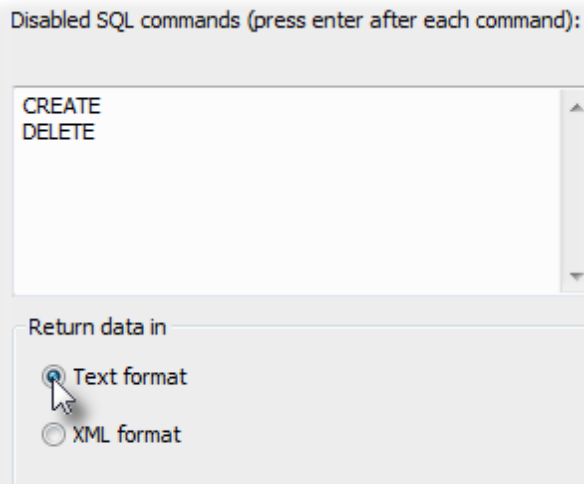 Disabled SQL commands (press enter after each command):
CREATE
DELETE
Return data in
Text format
XML format